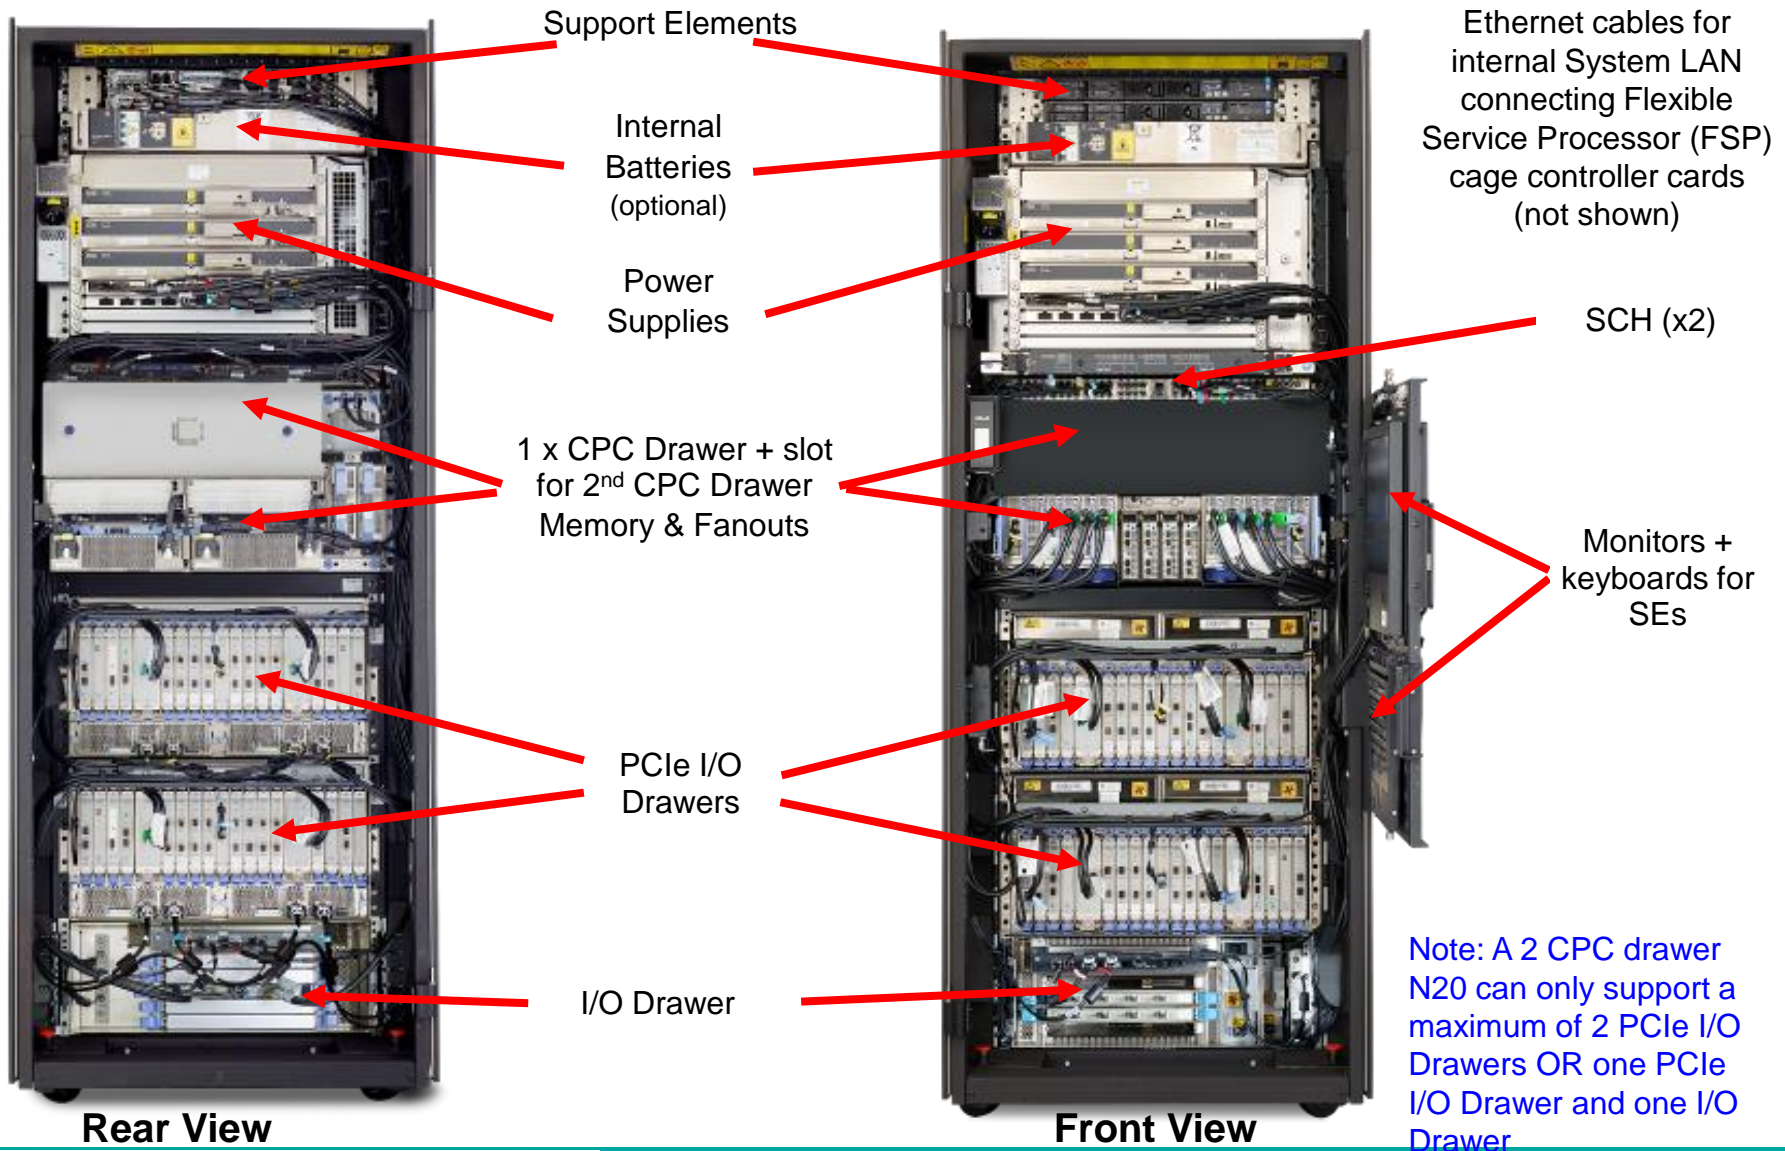 Support Elements
Internal
Batteries
(optional)
Power
Supplies
1 x CPC Drawer + slot
for 2nd CPC Drawer
Memory & Fanouts
PCIe I/O
Drawers
I/O Drawer
Ethernet cables for
internal System LAN
connecting Flexible
Service Processor (FSP)
cage controller cards
(not shown)
SCH (x2)
Monitors +
keyboards for
SEs
Note: A 2 CPC drawer
N20 can only support a
maximum of 2 PCIe I/O
Drawers OR one PCIe
I/O Drawer and one I/O
Drawer
Rear View
Front View